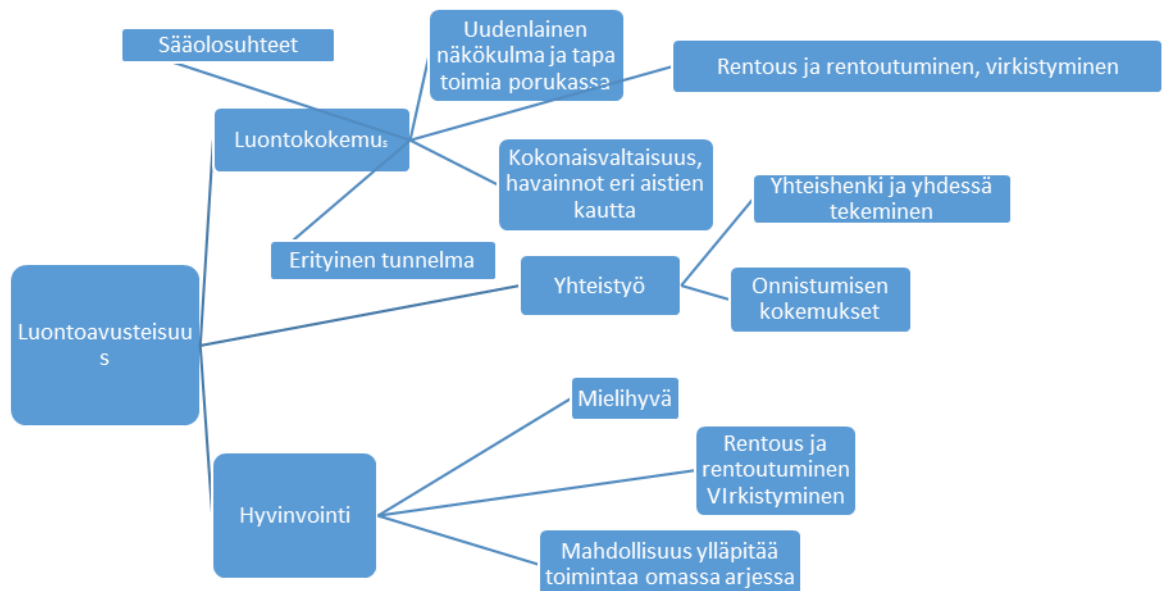 Sääolosuhteet
Uudenlainen
näkökulma ja tapa
toimia porukassa
Rentous ja rentoutuminen, virkistyminen
Luontokokemus
Kokonaisvaltaisuus,
havainnot eri aistien
kautta
Erityinen tunnelma
Yhteishenki ja yhdessä
tekeminen
Yhteistyö
Onnistumisen
kokemukset
Luontoavusteisuu
s
Mielihyvä
Rentous ja
rentoutuminen
VIrkistyminen
Hyvinvointi
Mahdollisuus ylläpitää
toimintaa omassa arjessa